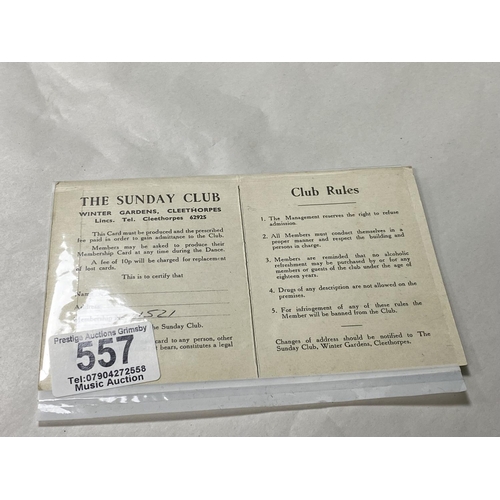 THE SUNDAY CLUB
WINTER GARDENS, CLEETHORPES
Lincs. Tel. Cleethorpes 62925
This Card must be produced and the prescribed
fee paid in order to gain admittance to the Club.
Members may be asked to produce their
Membership Card at any time during the Dance.
A fee of 10p will be charged for replacement
of lost cards.
This is to certify that
1521
the Sunday Club.
card to any person, other
bears, constitutes a legal
Prestige Auctions Grimsby
557
Tel:07904272558
Music Auction
Club Rules
1. The Management reserves the right to refuse
admission.
2. All Members must conduct themselves in a
proper manner and respect the building and
persons in charge.
3. Members are reminded that no alcoholic
refreshment may be purchased by or for any
members or guests of the club under the age of
eighteen years.
4. Drugs of any description are not allowed on the
premises.
5. For infringement of any of these rules the
Member will be banned from the Club.
Changes of address should be notified to The
Sunday Club, Winter Gardens, Cleethorpes.